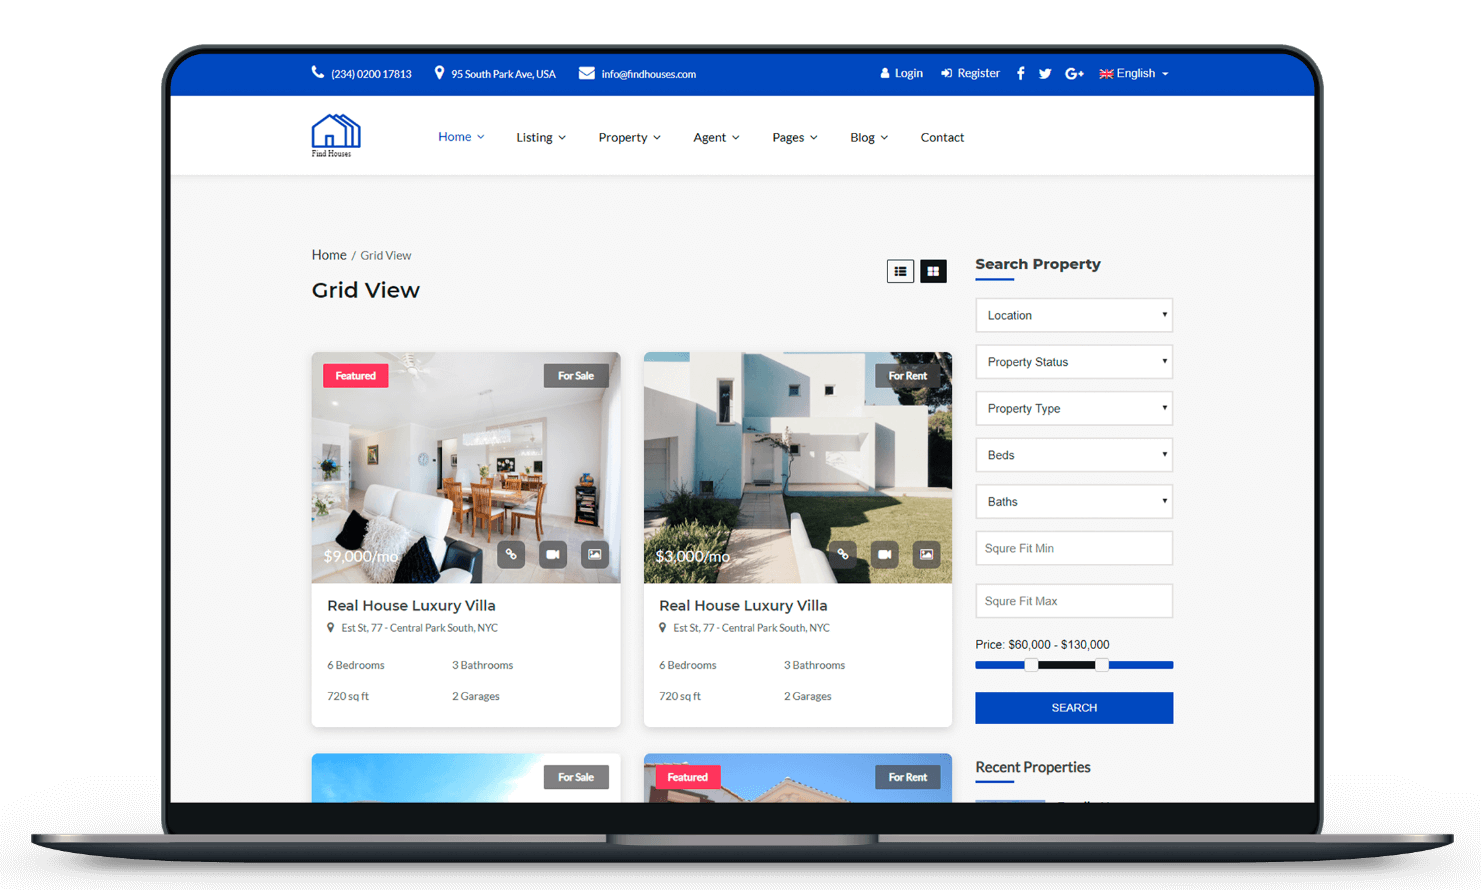 (234) 0200 17813 95 South Park Ave, USA info@findhouses.com Login Register English
Find Houses
Home Listing Property Agent Pages Blog Contact
Home / Grid View
Grid View
Featured For Sale
$9,000/mo
Real House Luxury Villa
Est St, 77 - Central Park South, NYC
6 Bedrooms 3 Bathrooms
720 sq ft 2 Garages
For Rent
$3,000/mo
Real House Luxury Villa
Est St, 77 - Central Park South, NYC
6 Bedrooms 3 Bathrooms
720 sq ft 2 Garages
For Sale
Featured For Rent
Search Property
Location
Property Status
Property Type
Beds
Baths
Squre Fit Min
Squre Fit Max
Price: $60,000 - $130,000
SEARCH
Recent Properties